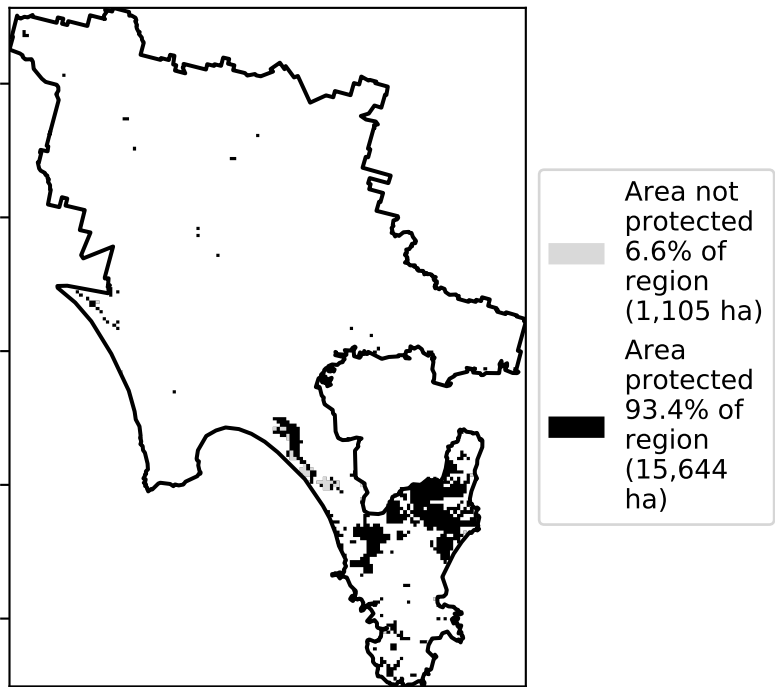 Area not
protected
6.6% of
region
(1,105 ha)
Area
protected
93.4% of
region
(15,644
ha)